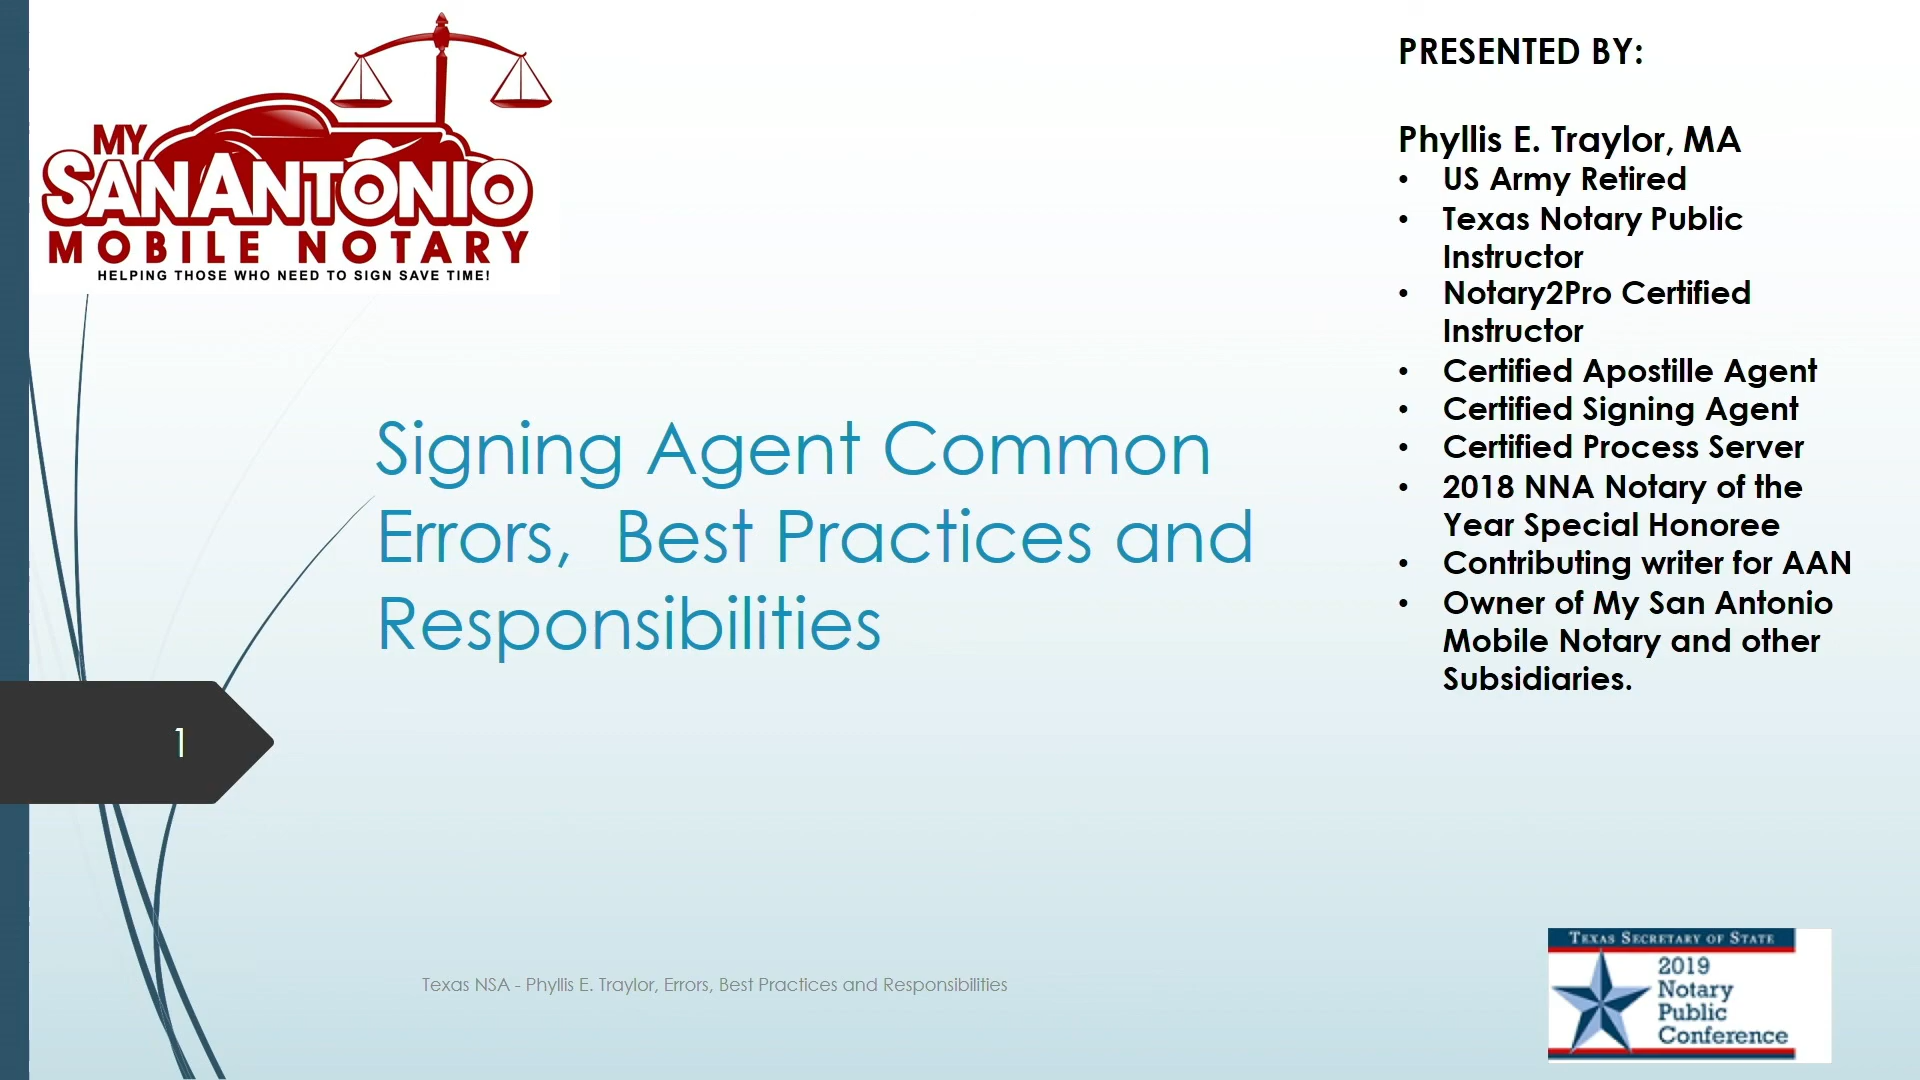 MY
SANANTONIO
MOBILE NOTARY
HELPING THOSE WHO NEED TO SIGN SAVE TIME!
Signing Agent Common
Errors,  Best Practices and
Responsibilities
1
PRESENTED BY:
Phyllis E. Traylor, MA
• US Army Retired
• Texas Notary Public
Instructor
• Notary2Pro Certified
Instructor
• Certified Apostille Agent
• Certified Signing Agent
• Certified Process Server
• 2018 NNA Notary of the
Year Special Honoree
• Contributing writer for AAN
• Owner of My San Antonio
Mobile Notary and other
Subsidiaries.
Texas NSA - Phyllis E. Traylor, Errors, Best Practices and Responsibilities
TEXAS SECRETARY OF STATE
2019
Notary
Public
Conference